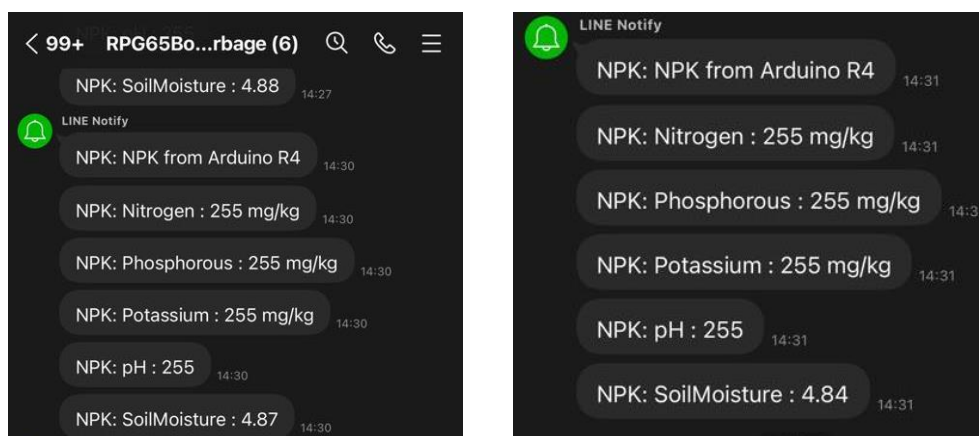 99+ RPG65Bo...rbage (6)
NPK: SoilMoisture : 4.88
14:27
LINE Notify
NPK: NPK from Arduino R4
14:30
NPK: Nitrogen : 255 mg/kg
14:30
NPK: Phosphorous : 255 mg/kg
14:30
NPK: Potassium : 255 mg/kg
14:30
NPK: pH : 255
14:30
NPK: SoilMoisture : 4.87
14:30
LINE Notify
NPK: NPK from Arduino R4
14:31
NPK: Nitrogen : 255 mg/kg
14:31
NPK: Phosphorous : 255 mg/kg
14:3
NPK: Potassium : 255 mg/kg
14:31
NPK: pH : 255
14:31
NPK: SoilMoisture : 4.84
14:31